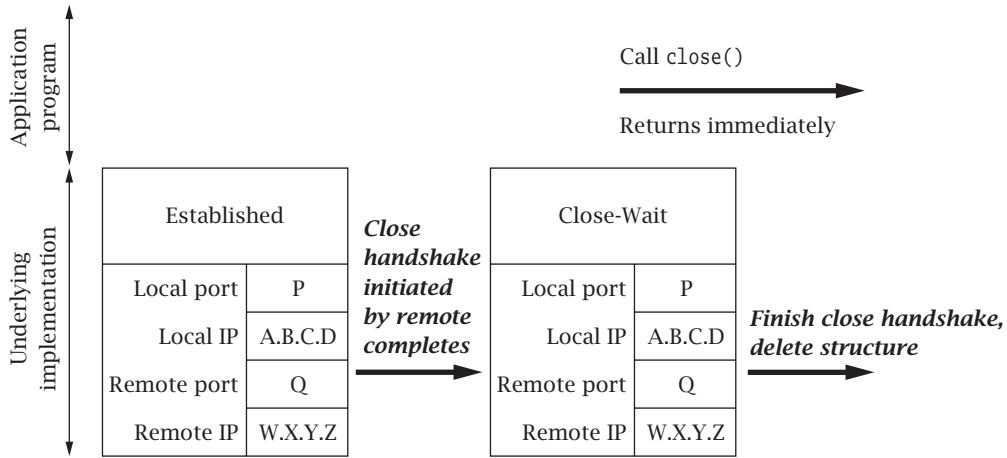 Application
program
Call close()
Returns immediately
Underlying
implementation
Established
Local port P
Local IP A.B.C.D
Remote port Q
Remote IP W.X.Y.Z
Close
handshake
initiated
by remote
completes
Close-Wait
Local port P
Local IP A.B.C.D
Remote port Q
Remote IP W.X.Y.Z
Finish close handshake,
delete structure